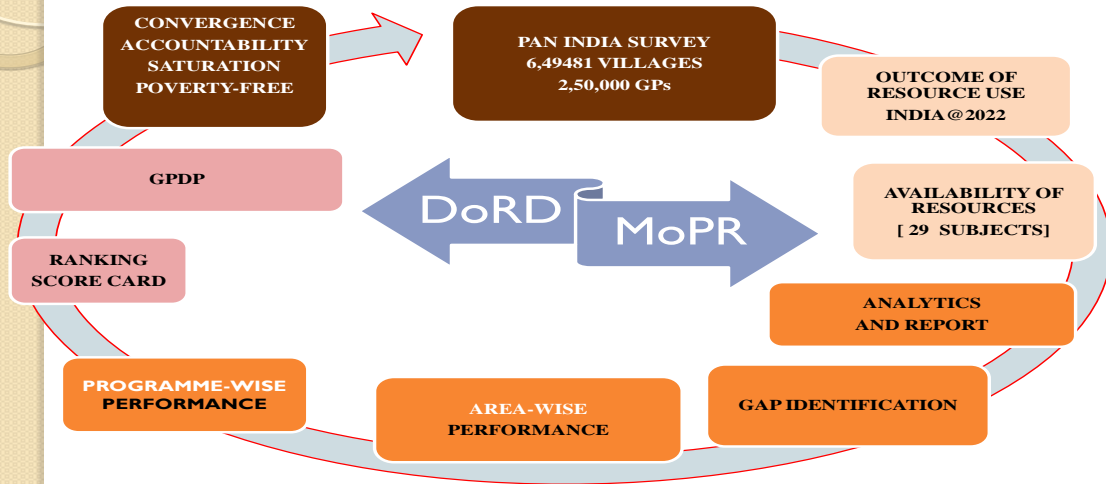 CONVERGENCE
ACCOUNTABILITY
SATURATION
POVERTY-FREE
PAN INDIA SURVEY
6,49481 VILLAGES
2,50,000 GPs
OUTCOME OF
RESOURCE USE
INDIA@2022
AVAILABILITY OF
RESOURCES
[ 29 SUBJECTS]
ANALYTICS
AND REPORT
GAP IDENTIFICATION
AREA-WISE
PERFORMANCE
PROGRAMME-WISE
PERFORMANCE
RANKING
SCORE CARD
GPDP
DoRD
MoPR